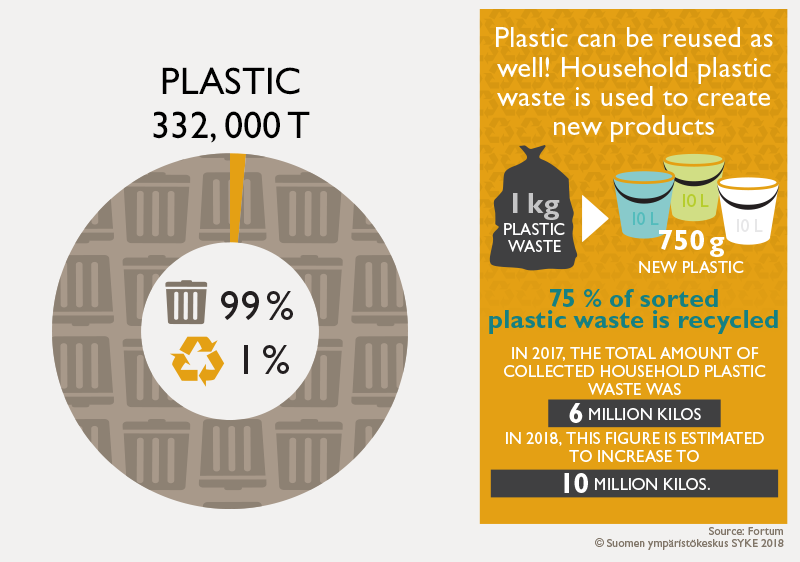 PLASTIC
332, 000 T
99 %
1 %
Plastic can be reused as
well! Household plastic
waste is used to create
new products
1 kg
PLASTIC
WASTE
10 L
10 L
10 L
750 g
NEW PLASTIC
75 % of sorted
plastic waste is recycled
IN 2017, THE TOTAL AMOUNT OF
COLLECTED HOUSEHOLD PLASTIC
WASTE WAS
6 MILLION KILOS
IN 2018, THIS FIGURE IS ESTIMATED
TO INCREASE TO
10 MILLION KILOS.
Source: Fortum
© Suomen ympäristökeskus SYKE 2018